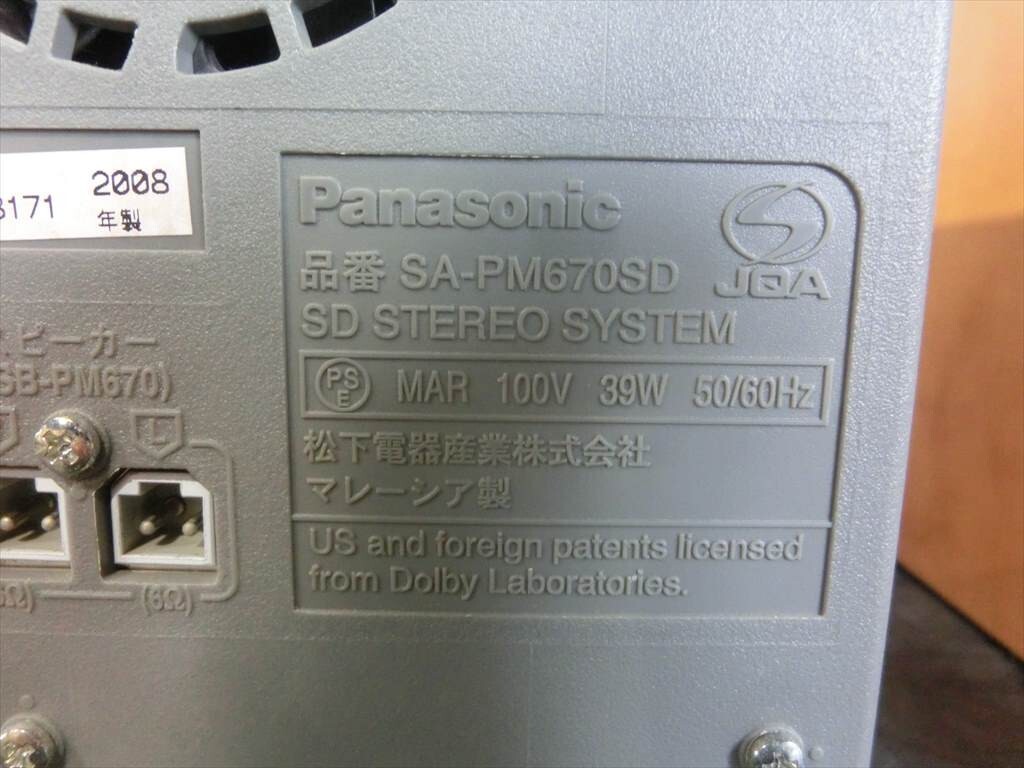 8171
2008
年製
ピーカー
SB-PM670)
L
(6Ω)
Panasonic
JQA
品番 SA-PM670SD
SD STEREO SYSTEM
PS
E
MAR 100V 39W 50/60Hz
松下電器産業株式会社
マレーシア製
US and foreign patents licensed
from Dolby Laboratories.